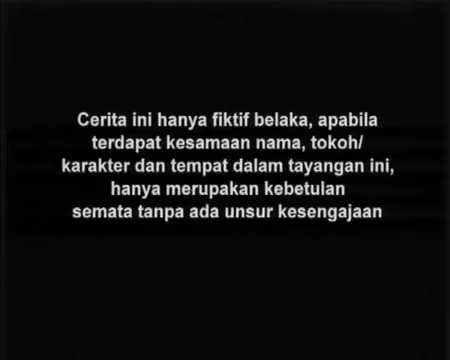 Cerita ini hanya fiktif belaka, apabila
terdapat kesamaan nama, tokoh/
karakter dan tempat dalam tayangan ini,
hanya merupakan kebetulan
semata tanpa ada unsur kesengajaan